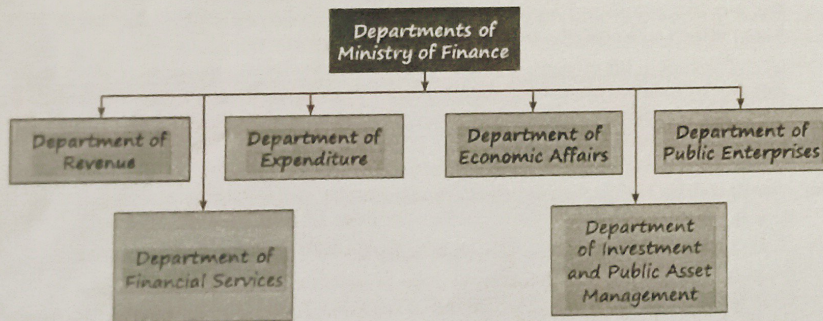 Departments of
Ministry of Finance
Department of
Revenue
Department of
Expenditure
Department of
Economic Affairs
Department of
Public Enterprises
Department of
Financial Services
Department
of Investment
and Public Asset
Management